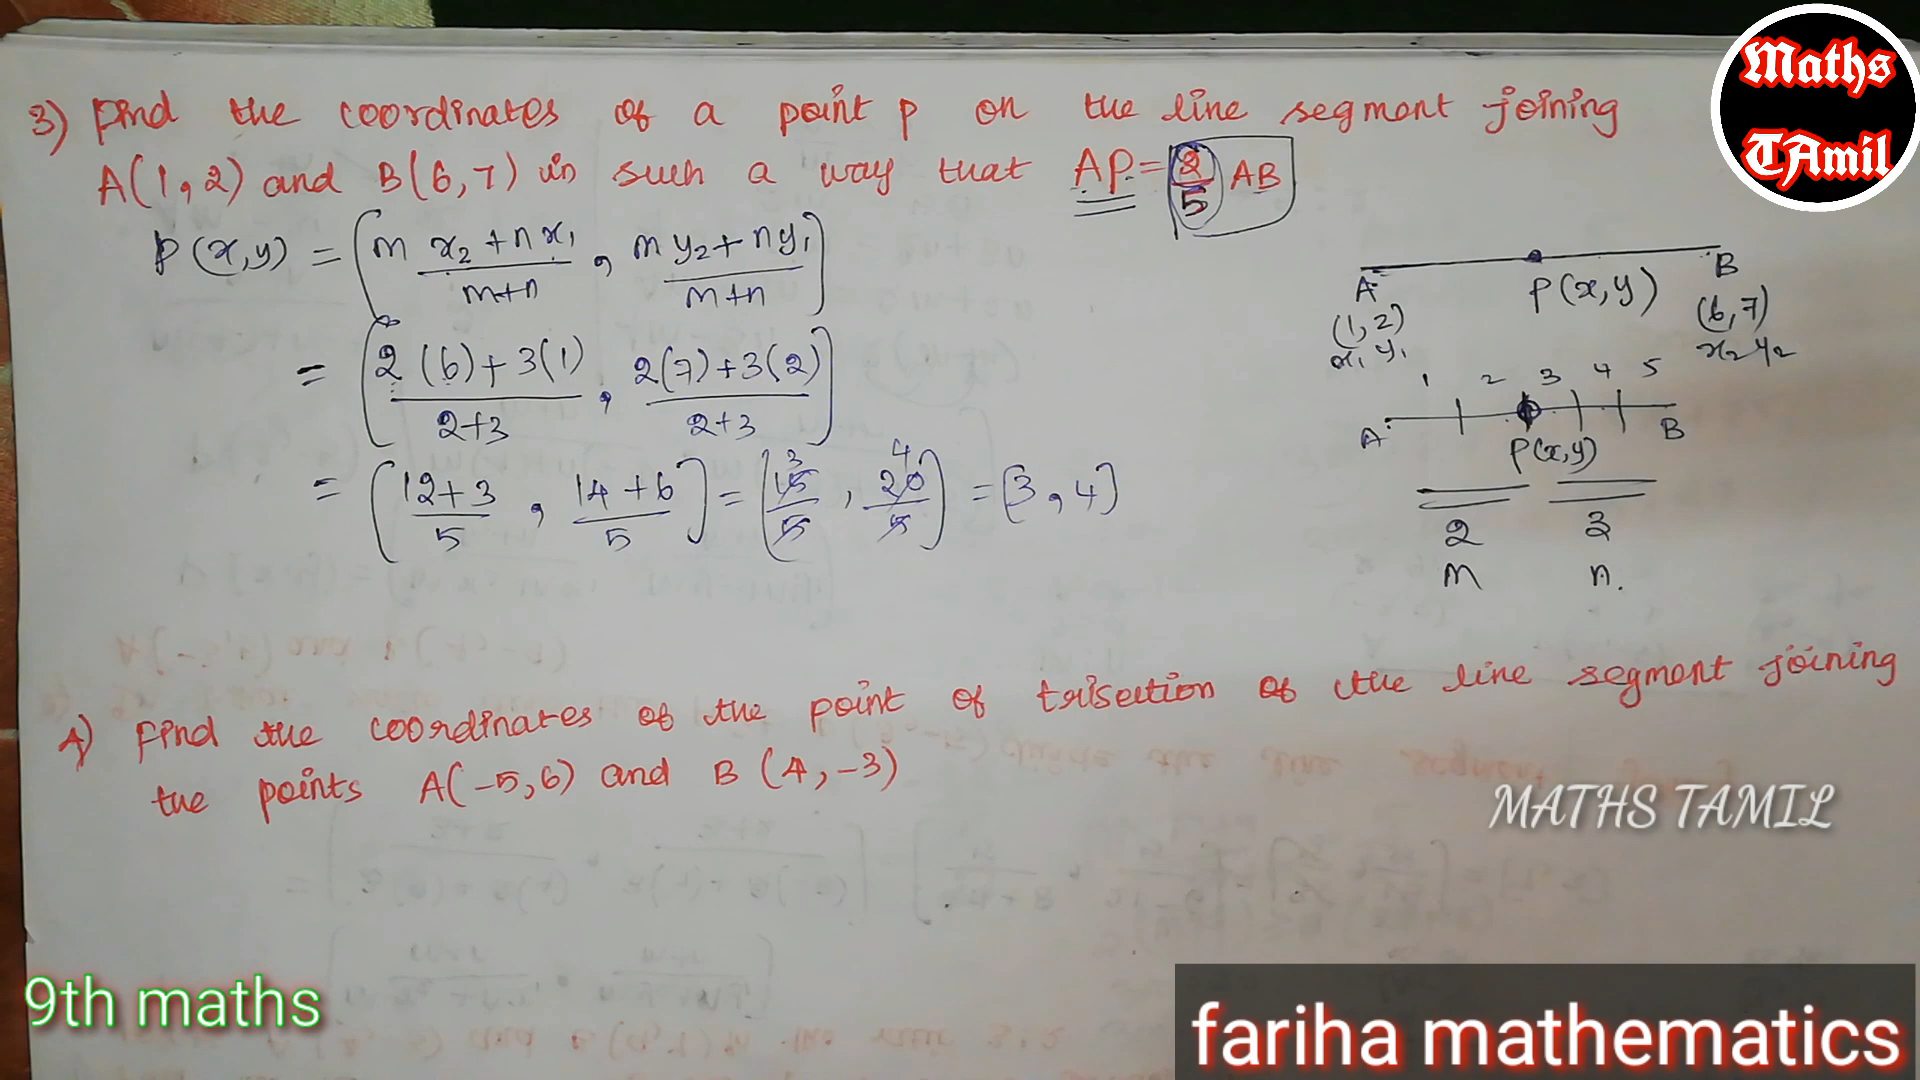 Maths
TAmil
3) Find the coordinates of a point p on the line segment joining
A(1,2) and B(6,7) in such a way that AP = 2/5 AB
P(x,y) = [m x₂ + n x₁ / m+n , m y₂ + n y₁ / m+n]
= [2(6)+3(1) / 2+3 , 2(7)+3(2) / 2+3]
= [12+3 / 5 , 14+6 / 5] = [15 3 / 5 , 20 4 / 5] = [3, 4]
A P(x,y) B
(1,2) (6,7)
x₁ y₁ x₂ y₂
1 2 3 4 5
A P(x,y) B
2 3
m n.
4) Find the coordinates of the point of trisection of the line segment joining
the points A(-5,6) and B(4,-3)
MATHS TAMIL
9th maths
fariha mathematics